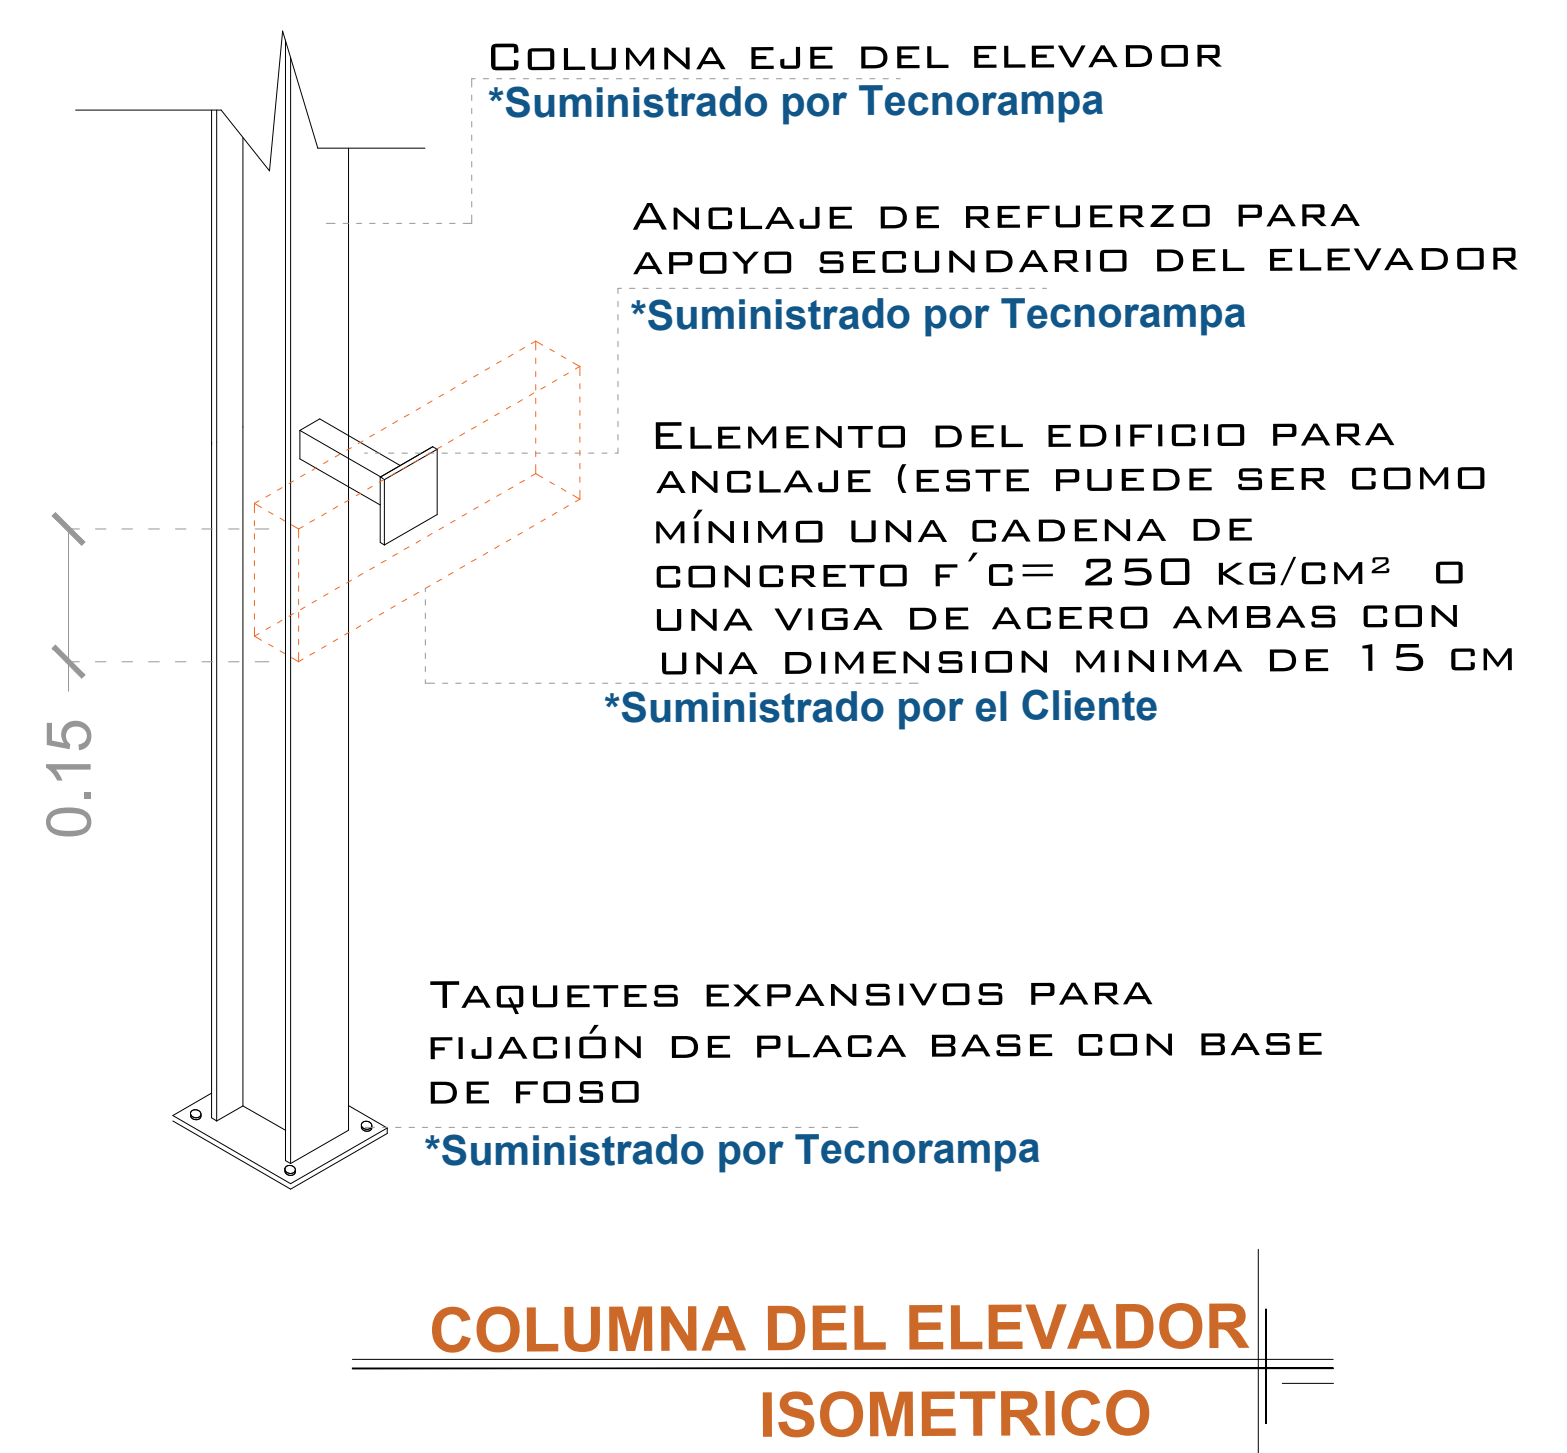 COLUMNA EJE DEL ELEVADOR
*Suministrado por Tecnorampa
ANCLAJE DE REFUERZO PARA
APOYO SECUNDARIO DEL ELEVADOR
*Suministrado por Tecnorampa
ELEMENTO DEL EDIFICIO PARA
ANCLAJE (ESTE PUEDE SER COMO
MÍNIMO UNA CADENA DE
CONCRETO F´C= 250 KG/CM² O
UNA VIGA DE ACERO AMBAS CON
UNA DIMENSION MINIMA DE 15 CM
*Suministrado por el Cliente
0.15
TAQUETES EXPANSIVOS PARA
FIJACIÓN DE PLACA BASE CON BASE
DE FOSO
*Suministrado por Tecnorampa
COLUMNA DEL ELEVADOR
ISOMETRICO